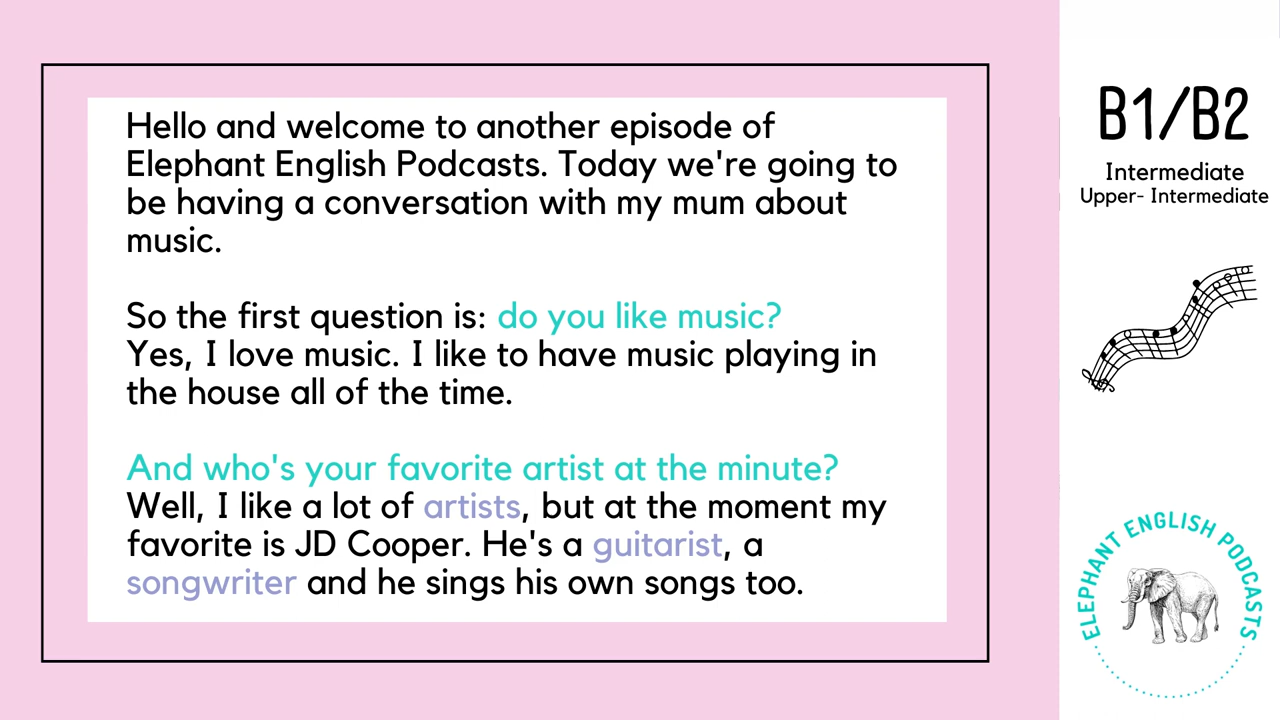 Hello and welcome to another episode of
Elephant English Podcasts. Today we're going to
be having a conversation with my mum about
music.
So the first question is: do you like music?
Yes, I love music. I like to have music playing in
the house all of the time.
And who's your favorite artist at the minute?
Well, I like a lot of artists, but at the moment my
favorite is JD Cooper. He's a guitarist, a
songwriter and he sings his own songs too.
B1/B2
Intermediate
Upper- Intermediate
ELEPHANT ENGLISH PODCASTS